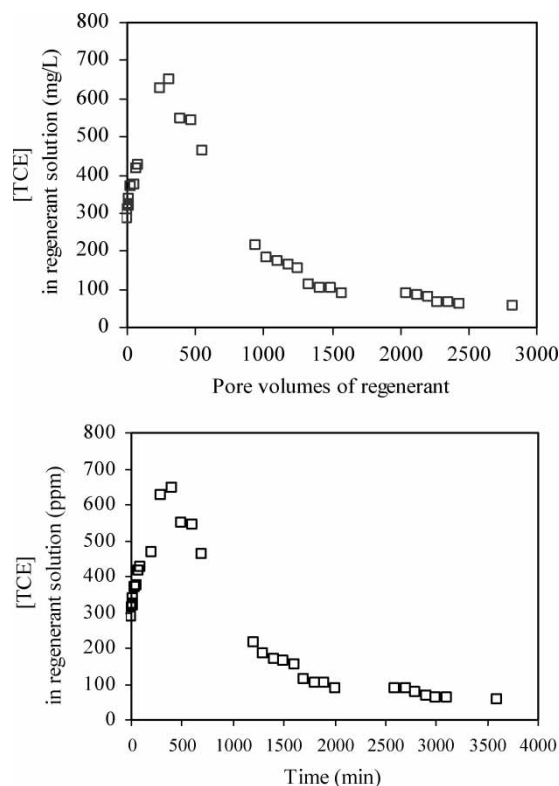 [TCE]
in regenerant solution (mg/L)
800
700
600
500
400
300
200
100
0
0 500 1000 1500 2000 2500 3000
Pore volumes of regenerant
[TCE]
in regenerant solution (ppm)
800
700
600
500
400
300
200
100
0
0 500 1000 1500 2000 2500 3000 3500 4000
Time (min)